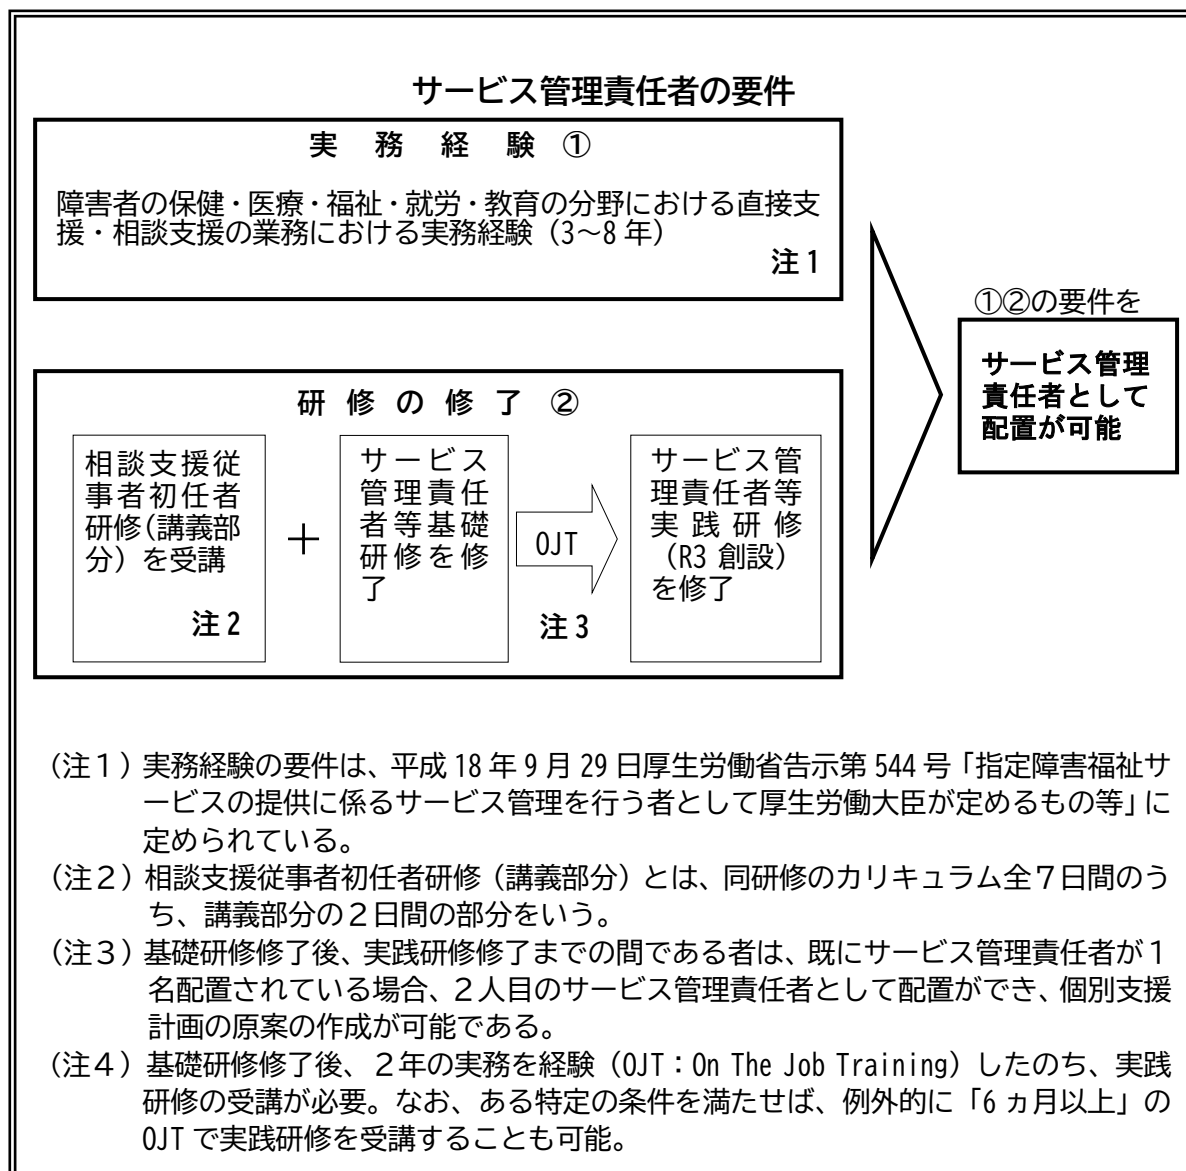 サービス管理責任者の要件
実務経験①
障害者の保健・医療・福祉・就労・教育の分野における直接支
援・相談支援の業務における実務経験（3～8年）
注1
①②の要件を
サービス管理
責任者として
配置が可能
研修の修了②
相談支援従
事者初任者
研修（講義部
分）を受講
注2
＋
サービス
管理責任
者等基礎
研修を修
了
OJT
注3
サービス管
理責任者等
実践研修
（R3 創設）
を修了
（注１）実務経験の要件は、平成 18 年 9 月 29 日厚生労働省告示第 544 号「指定障害福祉サ
ービスの提供に係るサービス管理を行う者として厚生労働大臣が定めるもの等」に
定められている。
（注２）相談支援従事者初任者研修（講義部分）とは、同研修のカリキュラム全７日間のう
ち、講義部分の２日間の部分をいう。
（注３）基礎研修修了後、実践研修修了までの間である者は、既にサービス管理責任者が１
名配置されている場合、２人目のサービス管理責任者として配置ができ、個別支援
計画の原案の作成が可能である。
（注４）基礎研修修了後、２年の実務を経験（OJT：On The Job Training）したのち、実践
研修の受講が必要。なお、ある特定の条件を満たせば、例外的に「6 ヵ月以上」の
OJT で実践研修を受講することも可能。